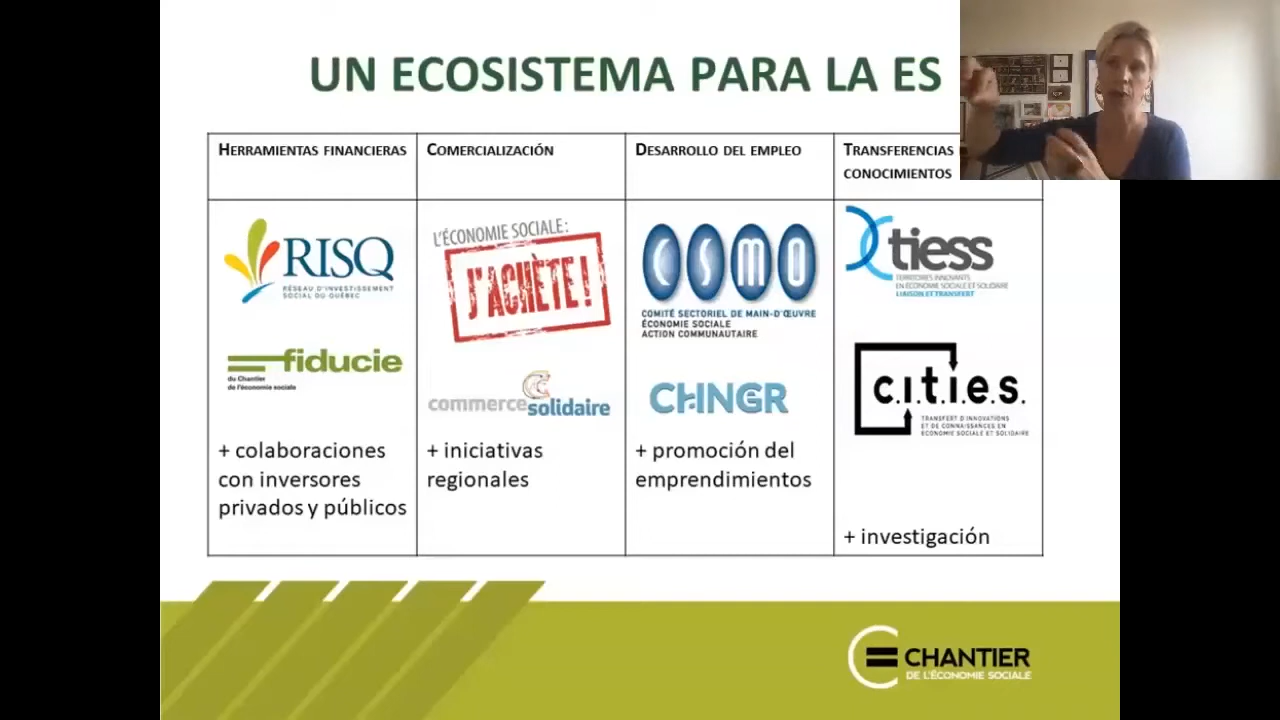 UN ECOSISTEMA PARA LA ES
HERRAMIENTAS FINANCIERAS
COMERCIALIZACIÓN
DESARROLLO DEL EMPLEO
TRANSFERENCIAS
CONOCIMIENTOS
RISQ
RÉSEAU D'INVESTISSEMENT
SOCIAL DU QUÉBEC
fiducie
du Chantier
de l'économie sociale
+ colaboraciones
con inversores
privados y públicos
L'ÉCONOMIE SOCIALE:
J'ACHÈTE!
commercesolidaire
+ iniciativas
regionales
CSMO
COMITÉ SECTORIEL DE MAIN-D'ŒUVRE
ÉCONOMIE SOCIALE
ACTION COMMUNAUTAIRE
CHNGR
+ promoción del
emprendimientos
tiess
TERRITOIRES INNOVANTS
EN ÉCONOMIE SOCIALE ET SOLIDAIRE
LIAISON ET TRANSFERT
c.i.t.i.e.s.
TRANSFERT D'INNOVATIONS
ET DE CONNAISSANCES EN
ÉCONOMIE SOCIALE ET SOLIDAIRE
+ investigación
CHANTIER
DE L'ÉCONOMIE SOCIALE